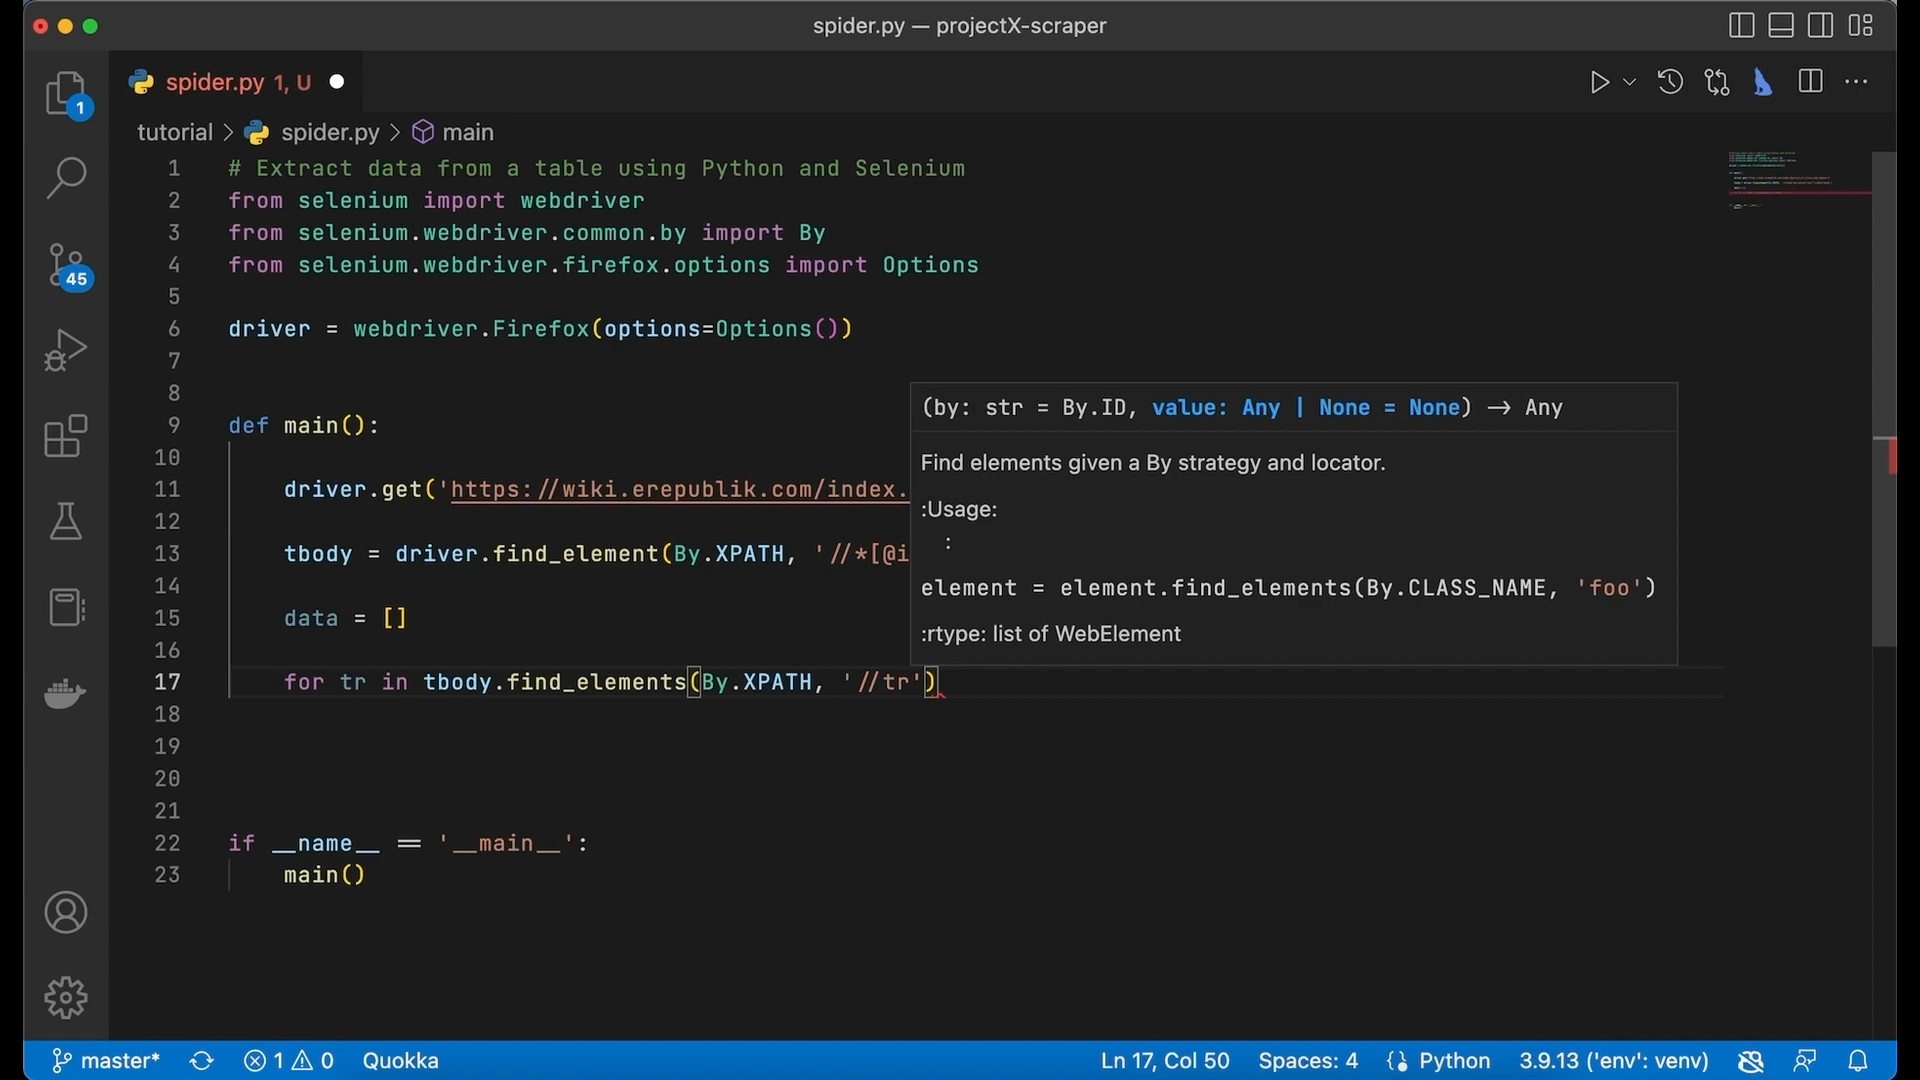 spider.py — projectX-scraper
spider.py 1, U
1
tutorial > spider.py > main
45
1 # Extract data from a table using Python and Selenium
2 from selenium import webdriver
3 from selenium.webdriver.common.by import By
4 from selenium.webdriver.firefox.options import Options
5
6 driver = webdriver.Firefox(options=Options())
7
8
9 def main():
10
11 driver.get('https://wiki.erepublik.com/index.
12
13 tbody = driver.find_element(By.XPATH, '//*[@i
14
15 data = []
16
17 for tr in tbody.find_elements(By.XPATH, '//tr')
18
19
20
21
22 if __name__ == '__main__':
23 main()
(by: str = By.ID, value: Any | None = None) → Any
Find elements given a By strategy and locator.
:Usage:
:
element = element.find_elements(By.CLASS_NAME, 'foo')
:rtype: list of WebElement
master* 1 0 Quokka Ln 17, Col 50 Spaces: 4 Python 3.9.13 ('env': venv)